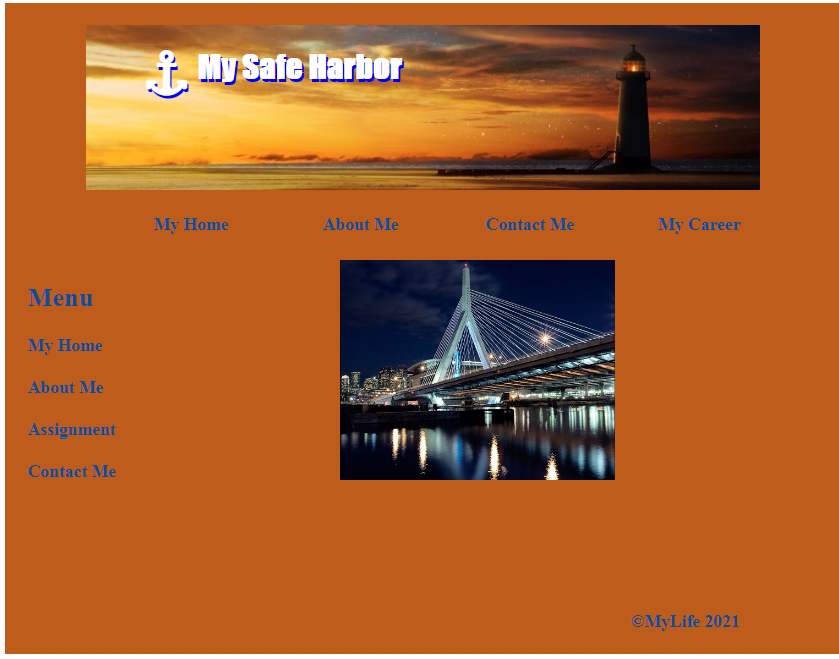 My Safe Harbor
My Home About Me Contact Me My Career
Menu
My Home
About Me
Assignment
Contact Me
©MyLife 2021